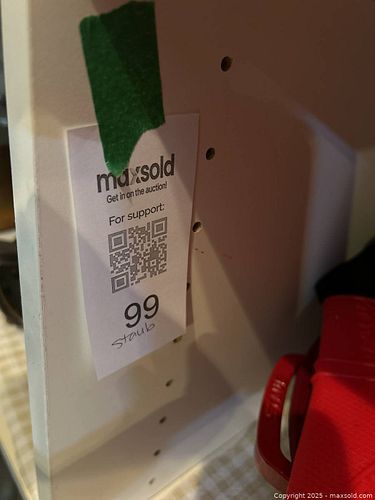 maxsold
Get in on the auction!
For support:
99
staub
Copyright 2025 - maxsold.com